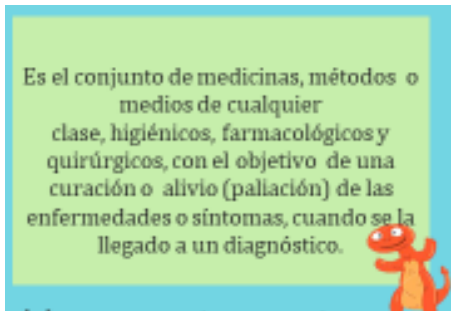 Es el conjunto de medicinas, métodos o
medios de cualquier
clase, higiénicos, farmacológicos y
quirúrgicos, con el objetivo de una
curación o alivio (paliación) de las
enfermedades o síntomas, cuando se la
llegado a un diagnóstico.